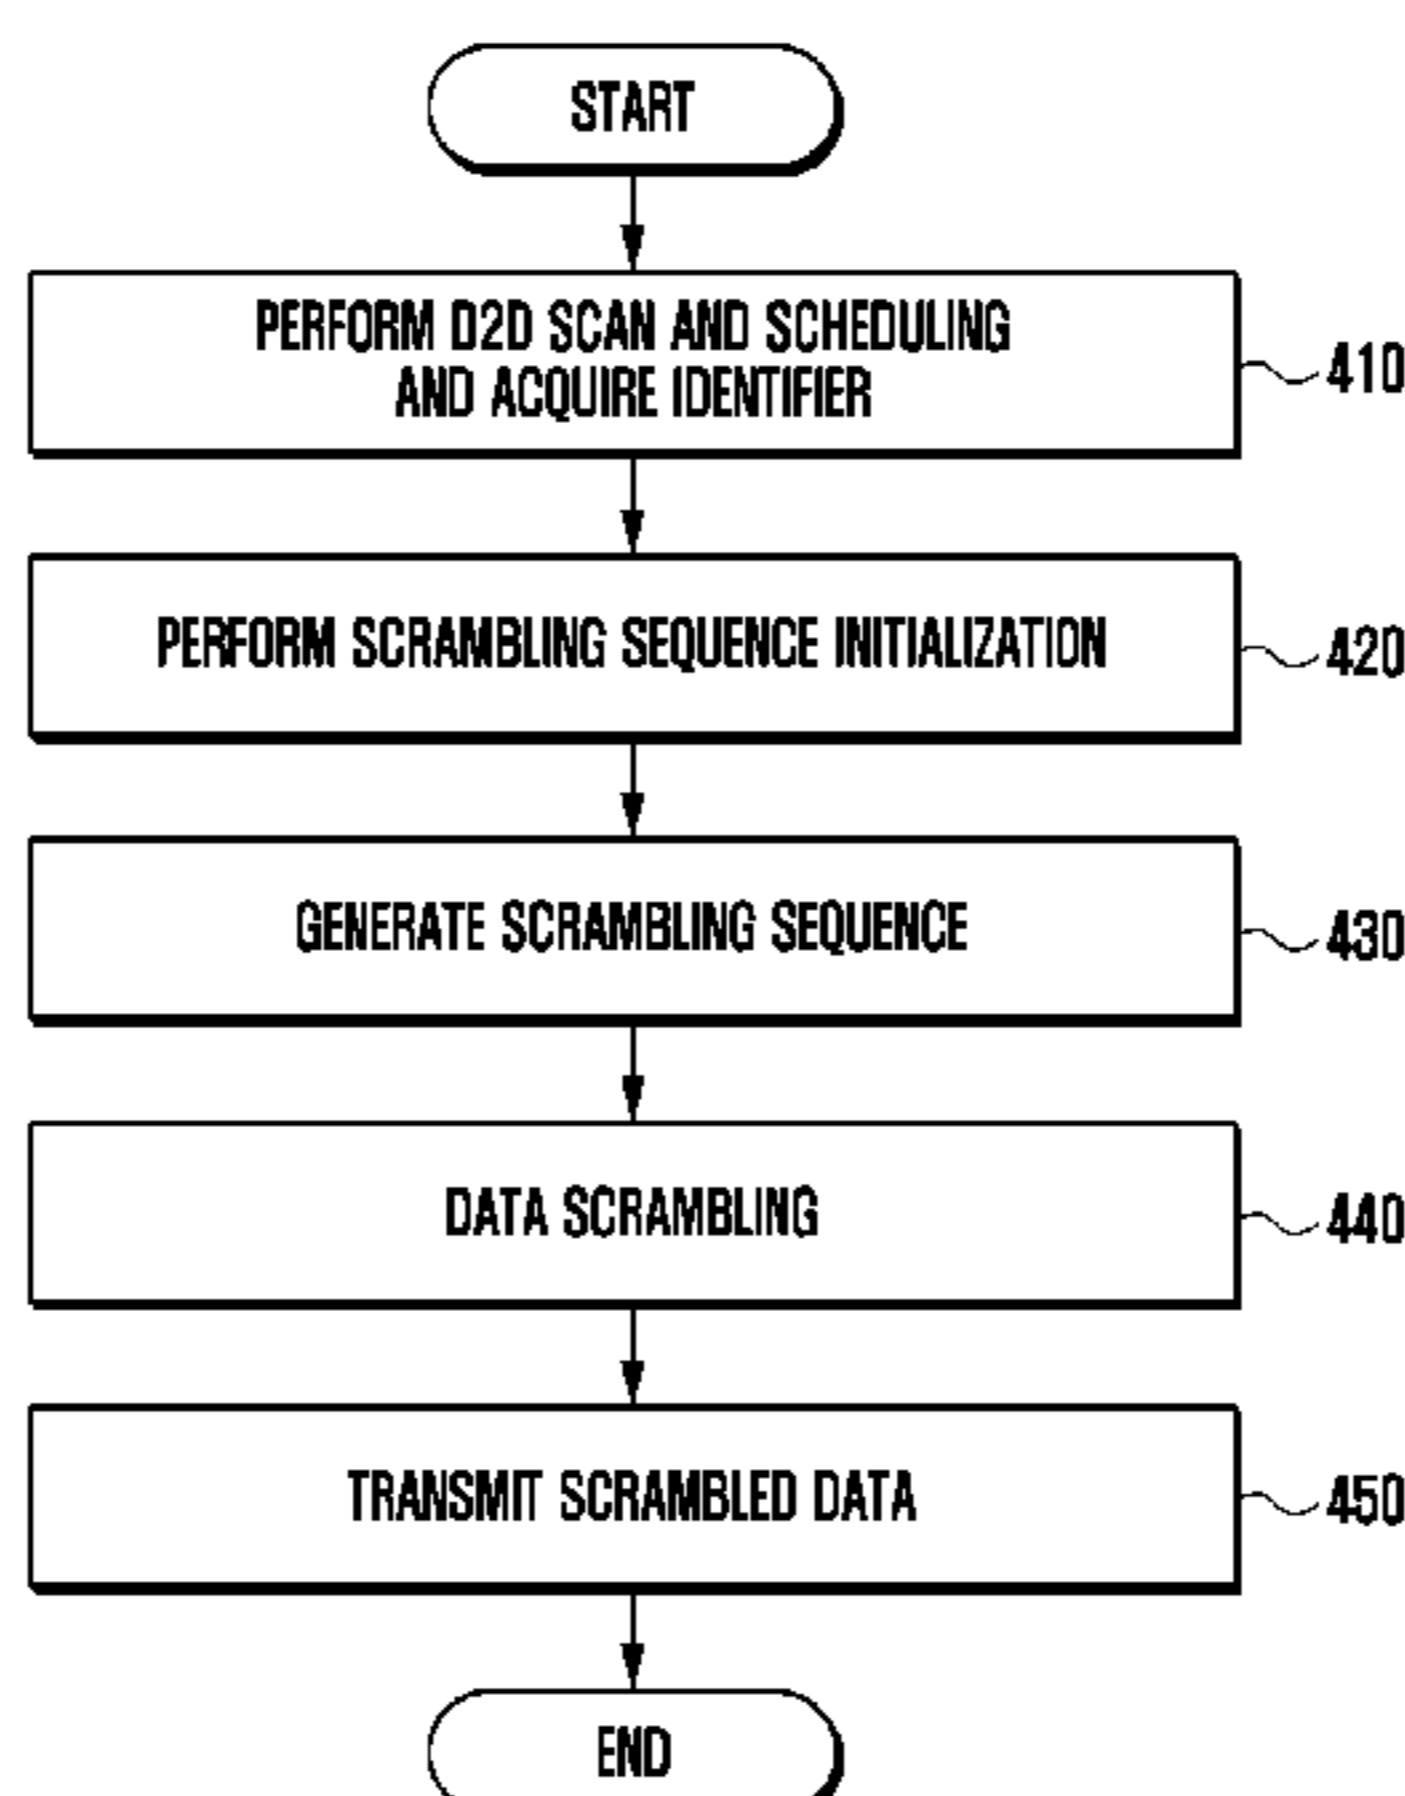 START
PERFORM D2D SCAN AND SCHEDULING
AND ACQUIRE IDENTIFIER
410
PERFORM SCRAMBLING SEQUENCE INITIALIZATION
420
GENERATE SCRAMBLING SEQUENCE
430
DATA SCRAMBLING
440
TRANSMIT SCRAMBLED DATA
450
END